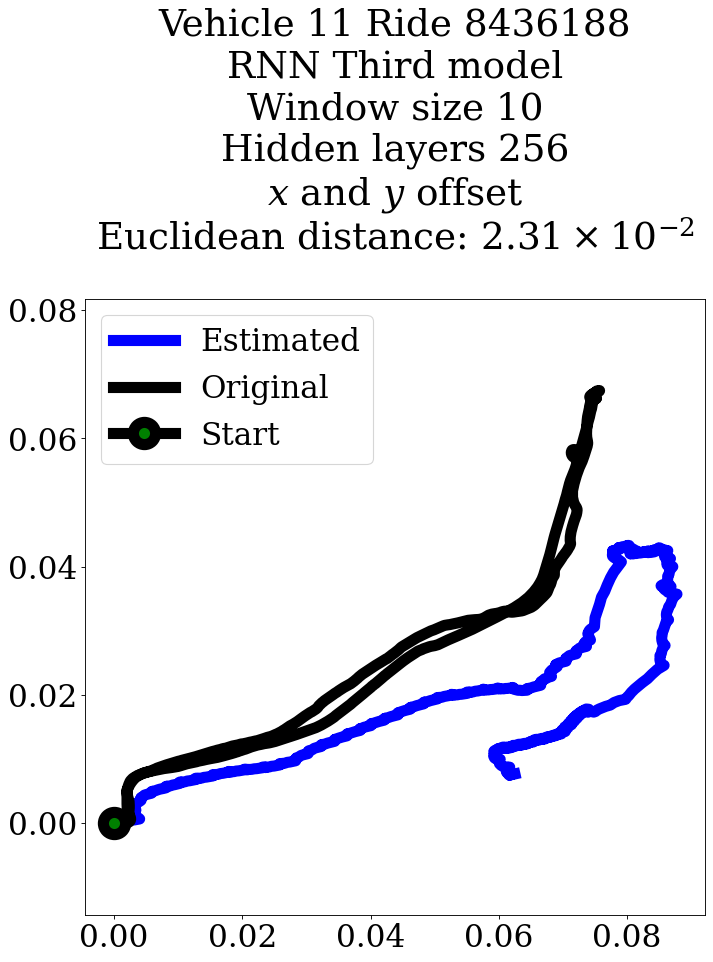 Vehicle 11 Ride 8436188
RNN Third model
Window size 10
Hidden layers 256
x and y offset
Euclidean distance: 2.31 × 10⁻²
0.08
0.06
0.04
0.02
0.00
Estimated
Original
Start
0.00 0.02 0.04 0.06 0.08